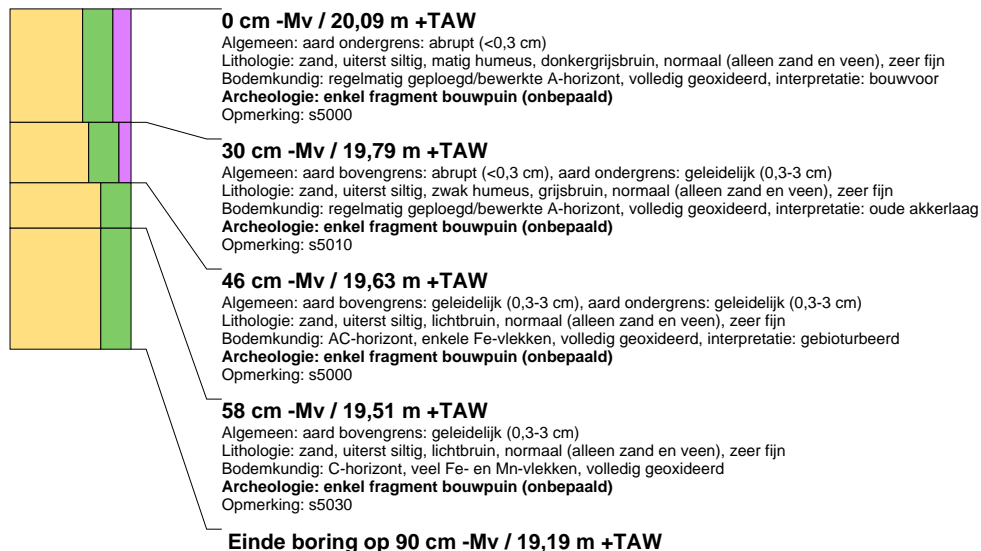 0 cm -Mv / 20,09 m +TAW
Algemeen: aard ondergrens: abrupt (<0,3 cm)
Lithologie: zand, uiterst siltig, matig humeus, donkergrijsbruin, normaal (alleen zand en veen), zeer fijn
Bodemkundig: regelmatig geploegd/bewerkte A-horizont, volledig geoxideerd, interpretatie: bouwvoor
Archeologie: enkel fragment bouwpuin (onbepaald)
Opmerking: s5000
30 cm -Mv / 19,79 m +TAW
Algemeen: aard bovengrens: abrupt (<0,3 cm), aard ondergrens: geleidelijk (0,3-3 cm)
Lithologie: zand, uiterst siltig, zwak humeus, grijsbruin, normaal (alleen zand en veen), zeer fijn
Bodemkundig: regelmatig geploegd/bewerkte A-horizont, volledig geoxideerd, interpretatie: oude akkerlaag
Archeologie: enkel fragment bouwpuin (onbepaald)
Opmerking: s5010
46 cm -Mv / 19,63 m +TAW
Algemeen: aard bovengrens: geleidelijk (0,3-3 cm), aard ondergrens: geleidelijk (0,3-3 cm)
Lithologie: zand, uiterst siltig, lichtbruin, normaal (alleen zand en veen), zeer fijn
Bodemkundig: AC-horizont, enkele Fe-vlekken, volledig geoxideerd, interpretatie: gebioturbeerd
Archeologie: enkel fragment bouwpuin (onbepaald)
Opmerking: s5000
58 cm -Mv / 19,51 m +TAW
Algemeen: aard bovengrens: geleidelijk (0,3-3 cm)
Lithologie: zand, uiterst siltig, lichtbruin, normaal (alleen zand en veen), zeer fijn
Bodemkundig: C-horizont, veel Fe- en Mn-vlekken, volledig geoxideerd
Archeologie: enkel fragment bouwpuin (onbepaald)
Opmerking: s5030
Einde boring op 90 cm -Mv / 19,19 m +TAW